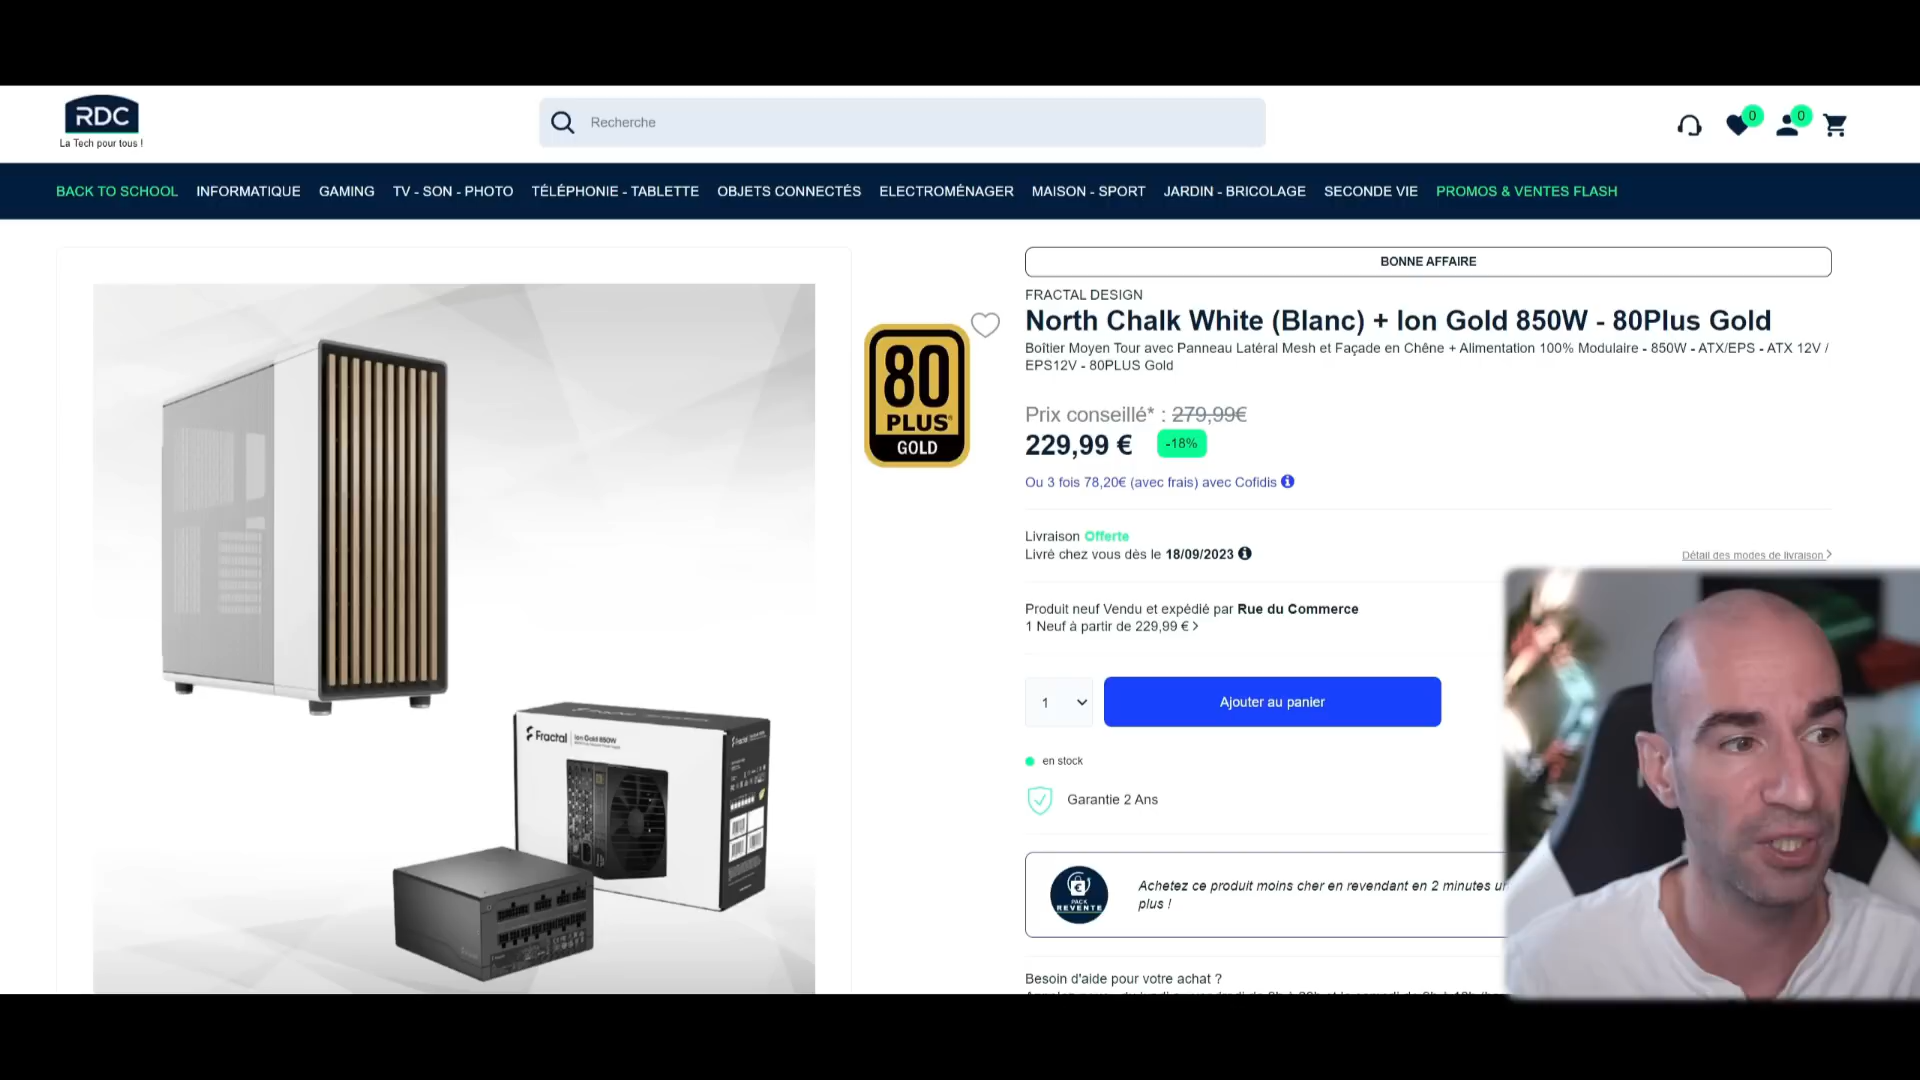 RDC
La Tech pour tous !
Recherche
0
0
BACK TO SCHOOL INFORMATIQUE GAMING TV - SON - PHOTO TÉLÉPHONIE - TABLETTE OBJETS CONNECTÉS ELECTROMÉNAGER MAISON - SPORT JARDIN - BRICOLAGE SECONDE VIE PROMOS & VENTES FLASH
BONNE AFFAIRE
FRACTAL DESIGN
North Chalk White (Blanc) + Ion Gold 850W - 80Plus Gold
Boîtier Moyen Tour avec Panneau Latéral Mesh et Façade en Chêne + Alimentation 100% Modulaire - 850W - ATX/EPS - ATX 12V /
EPS12V - 80PLUS Gold
80
PLUS
GOLD
Prix conseillé* : 279,99€
229,99 € -18%
Ou 3 fois 78,20€ (avec frais) avec Cofidis
Livraison Offerte
Livré chez vous dès le 18/09/2023
Détail des modes de livraison
Produit neuf Vendu et expédié par Rue du Commerce
1 Neuf à partir de 229,99 €
1
Ajouter au panier
en stock
Garantie 2 Ans
Fractal
Ion Gold 850W
PACK
REVENTE
Achetez ce produit moins cher en revendant en 2 minutes
plus !
Besoin d'aide pour votre achat ?